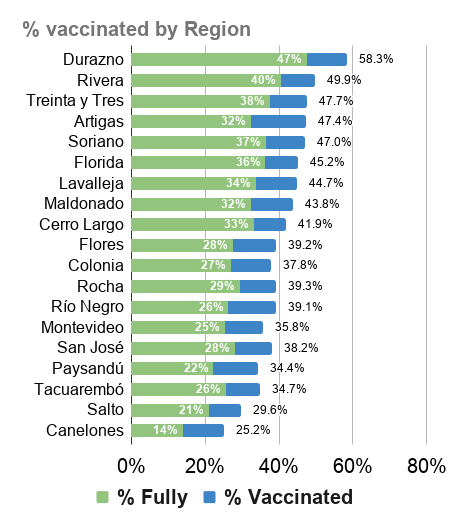 % vaccinated by Region
Durazno 47% 58.3%
Rivera 40% 49.9%
Treinta y Tres 38% 47.7%
Artigas 32% 47.4%
Soriano 37% 47.0%
Florida 36% 45.2%
Lavalleja 34% 44.7%
Maldonado 32% 43.8%
Cerro Largo 33% 41.9%
Flores 28% 39.2%
Colonia 27% 37.8%
Rocha 29% 39.3%
Río Negro 26% 39.1%
Montevideo 25% 35.8%
San José 28% 38.2%
Paysandú 22% 34.4%
Tacuarembó 26% 34.7%
Salto 21% 29.6%
Canelones 14% 25.2%
0% 20% 40% 60% 80%
% Fully % Vaccinated